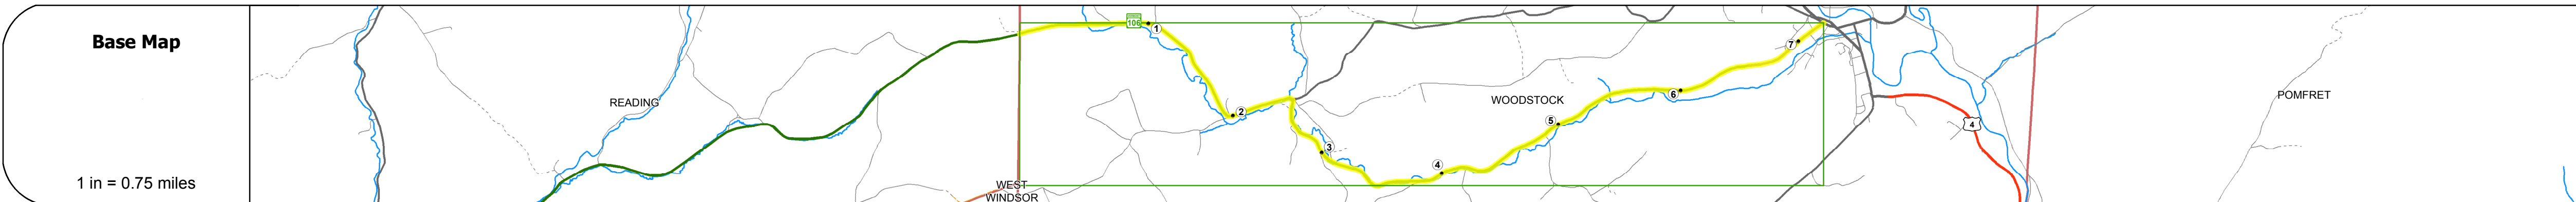 Base Map
1 in = 0.75 miles
READING
WEST
WINDSOR
106
1
2
3
4
5
6
7
WOODSTOCK
4
POMFRET